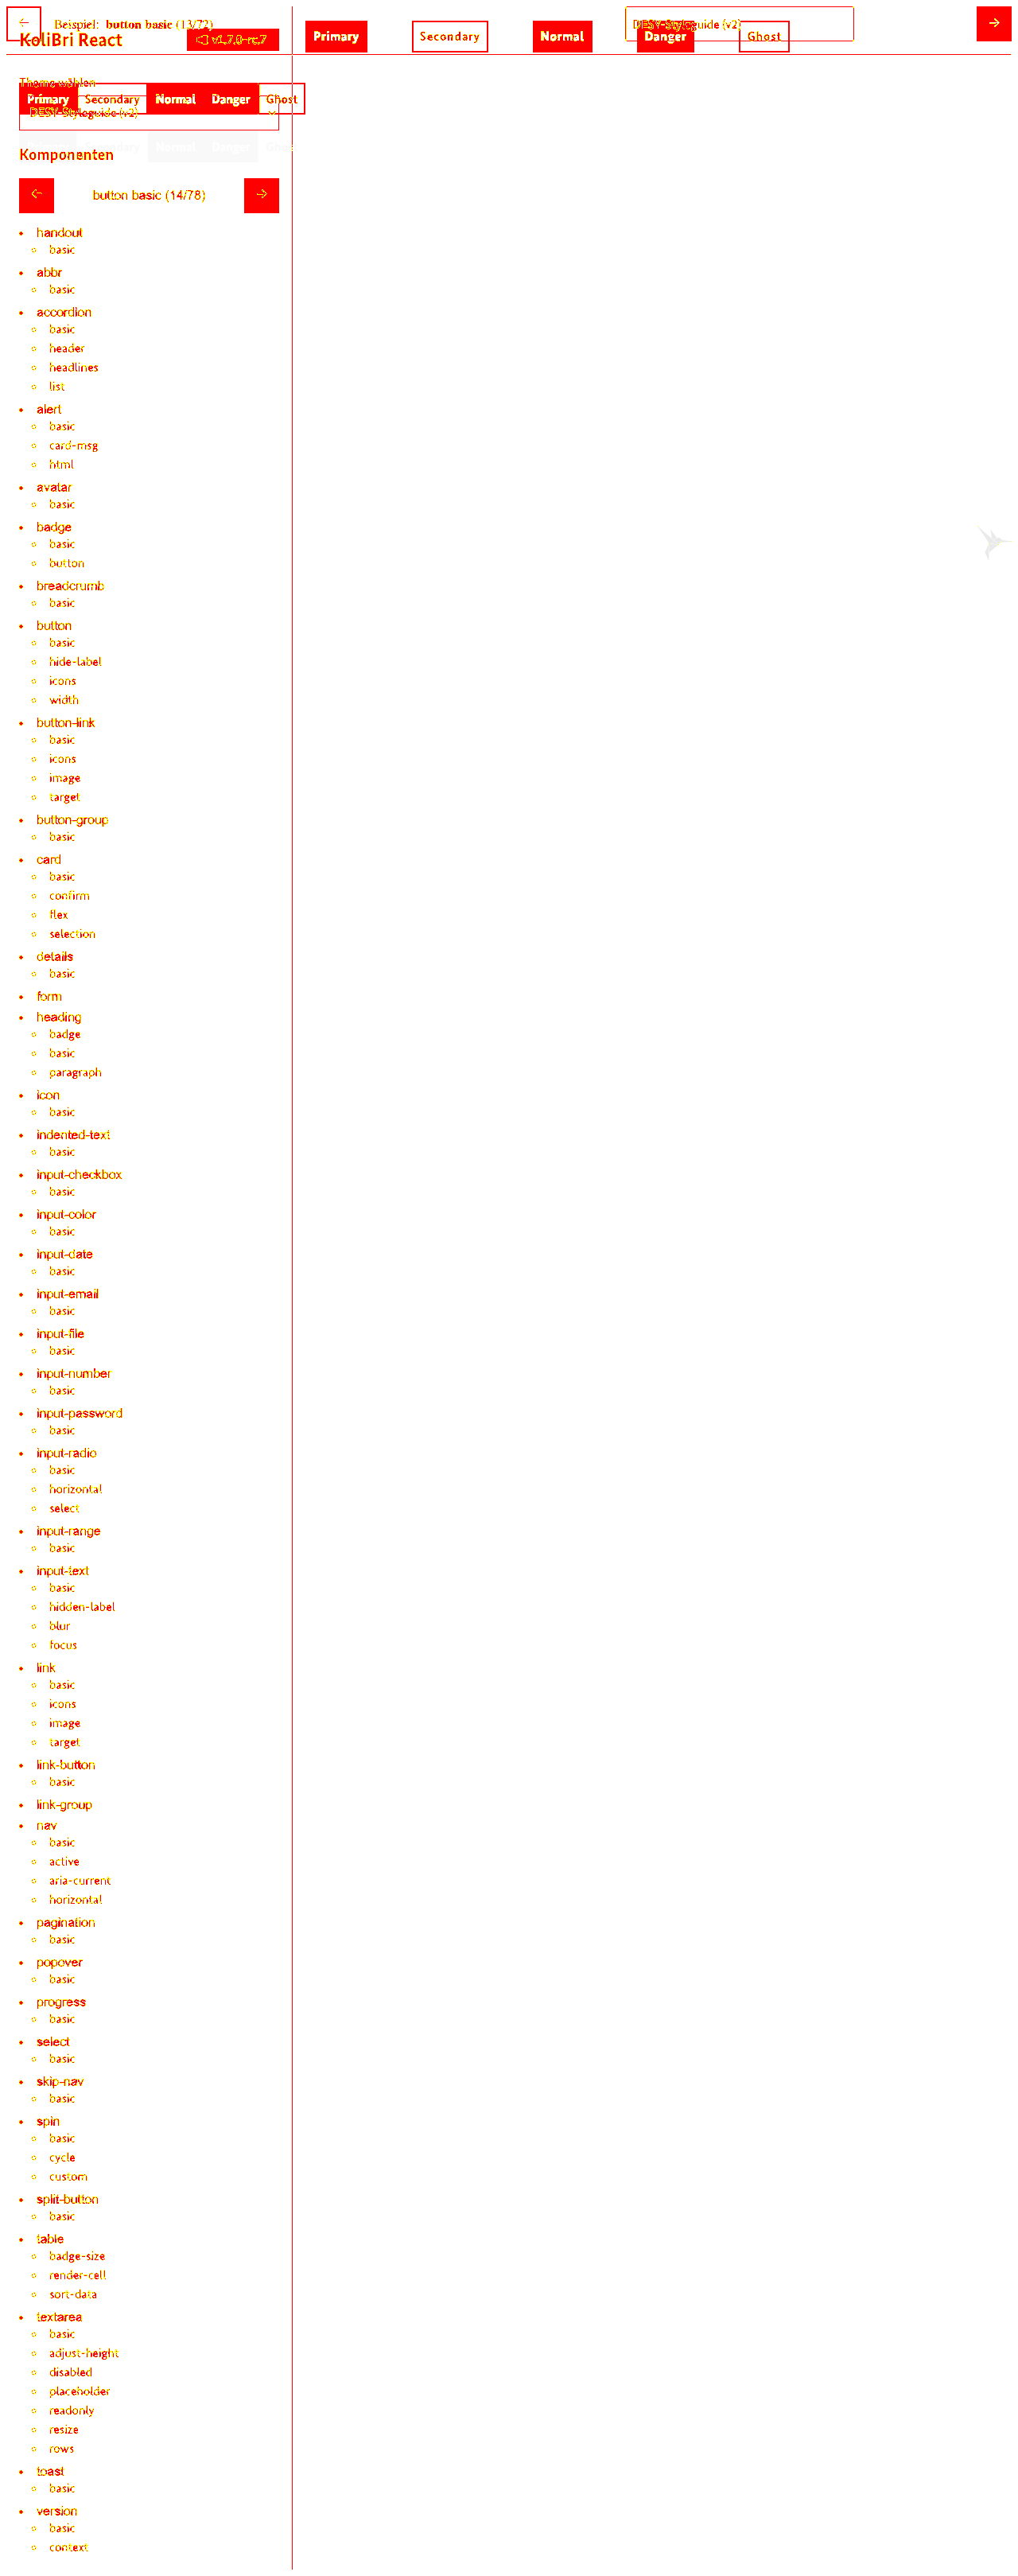 ← Beispiel: button basic (13/72) DESY-Styleguide (v2) →
KoliBri React v1.7.0-rc.7 Primary Secondary Normal Danger Ghost
Theme wählen
Primary Secondary Normal Danger Ghost
DESY-Styleguide (v2)
Normal Danger
Komponenten
← button basic (14/78) →
handout
basic
abbr
basic
accordion
basic
header
headlines
list
alert
basic
card-msg
html
avatar
basic
badge
basic
button
breadcrumb
basic
button
basic
hide-label
icons
width
button-link
basic
icons
image
target
button-group
basic
card
basic
confirm
flex
selection
details
basic
form
heading
badge
basic
paragraph
icon
basic
indented-text
basic
input-checkbox
basic
input-color
basic
input-date
basic
input-email
basic
input-file
basic
input-number
basic
input-password
basic
input-radio
basic
horizontal
select
input-range
basic
input-text
basic
hidden-label
blur
focus
link
basic
icons
image
target
link-button
basic
link-group
nav
basic
active
aria-current
horizontal
pagination
basic
popover
basic
progress
basic
select
basic
skip-nav
basic
spin
basic
cycle
custom
split-button
basic
table
badge-size
render-cell
sort-data
textarea
basic
adjust-height
disabled
placeholder
readonly
resize
rows
toast
basic
version
basic
context